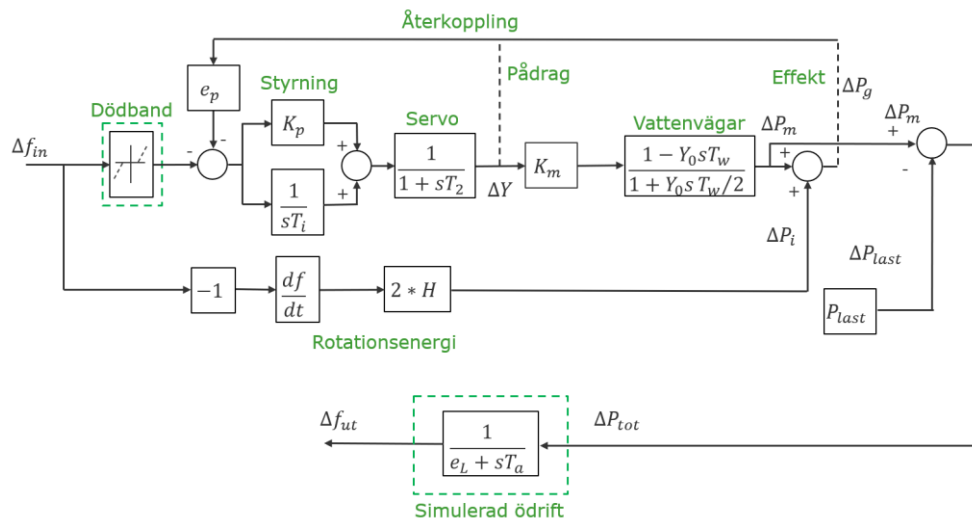 Återkoppling
Dödband
Styrning
Servo
Pådrag
Vattenvägar
Effekt
Δf_in
e_p
K_p
1
sT_i
1
1 + sT_2
ΔY
K_m
1 − Y_0sT_w
1 + Y_0s T_w/2
ΔP_m
ΔP_g
ΔP_m
ΔP_i
ΔP_last
P_last
- - + + + + + -
−1
df
dt
2 ∗ H
Rotationsenergi
Δf_ut
1
e_L + sT_a
ΔP_tot
Simulerad ödrift